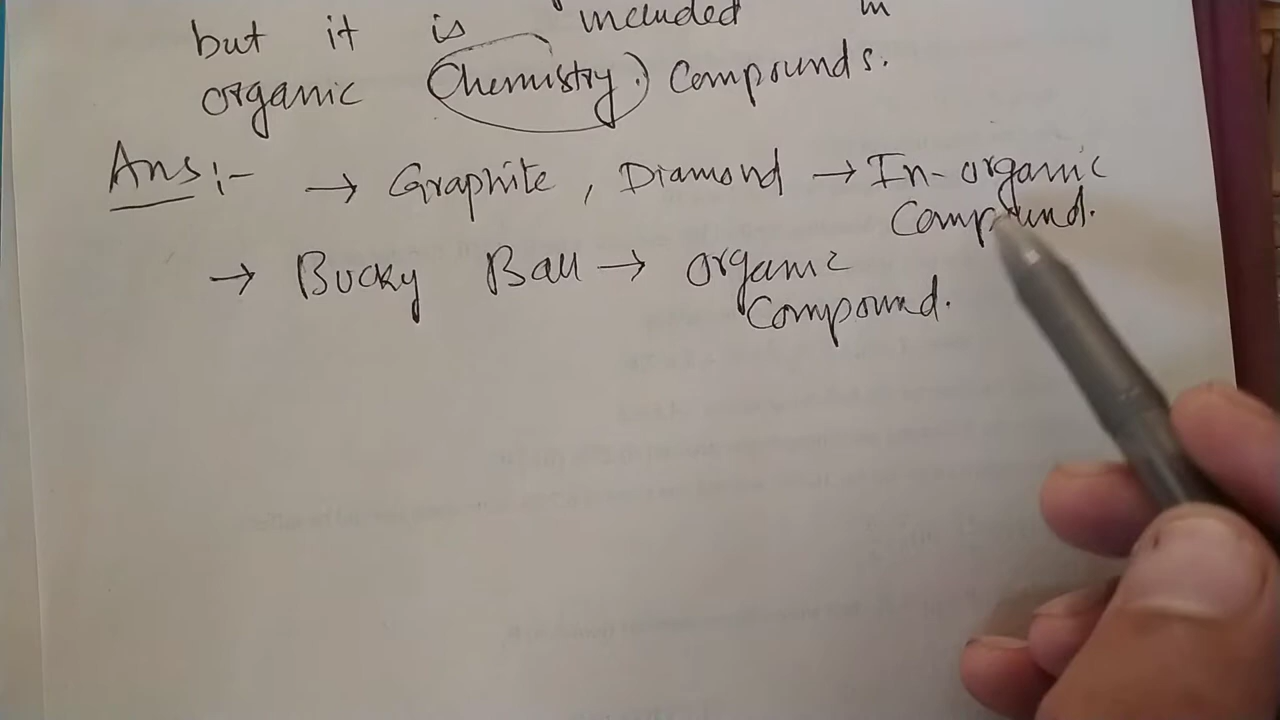 but it is included in
organic Chemistry. Compounds.
Ans:- → Graphite, Diamond → In-organic
Compound.
→ Bucky Ball → organic
Compound.